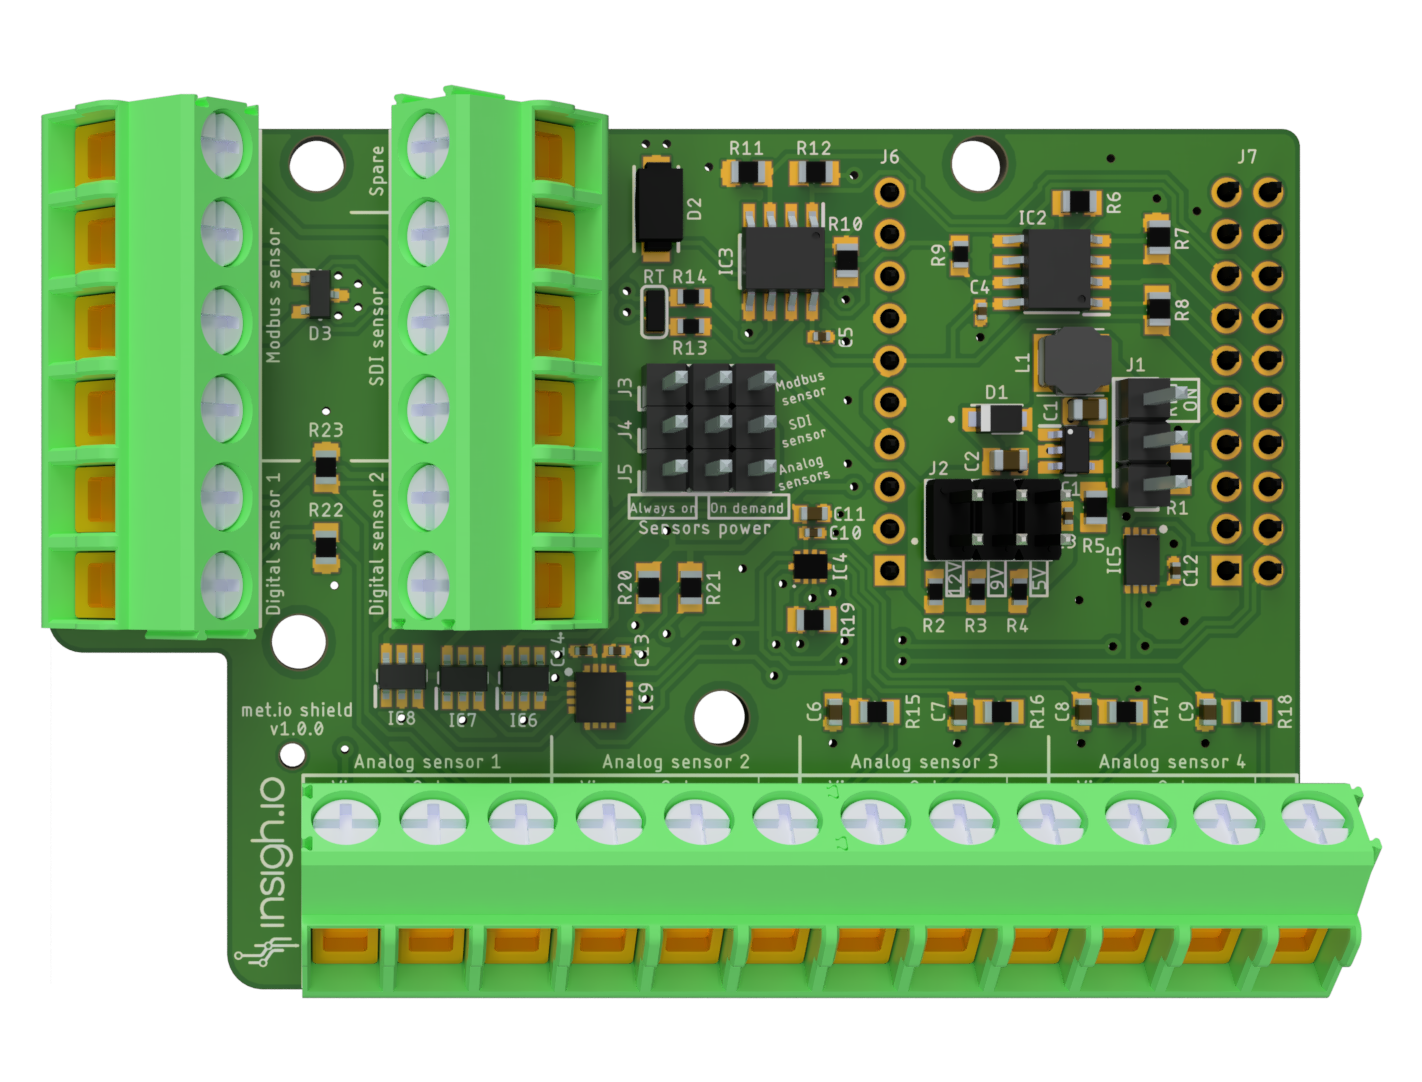 Spare
SDI sensor
Digital sensor 2
Modbus sensor
Digital sensor 1
D3
R23
R22
D2
R11
R12
R10
IC3
RT
R14
R13
J6
J7
R6
IC2
R7
R9
C4
R8
L1
J1
ON
D1
C1
C2
J2
J3
J4
J5
Modbus
sensor
SDI
sensor
Analog
sensors
Always on
On demand
Sensors power
C11
C10
IC4
R20
R21
R19
R1
R5
IC5
C12
12V
9V
5V
R2
R3
R4
C14
C13
IC8
IC7
IC6
IC9
C6
R15
C7
R16
C8
R17
C9
R18
met.io shield
v1.0.0
Analog sensor 1
Analog sensor 2
Analog sensor 3
Analog sensor 4
insigh.io